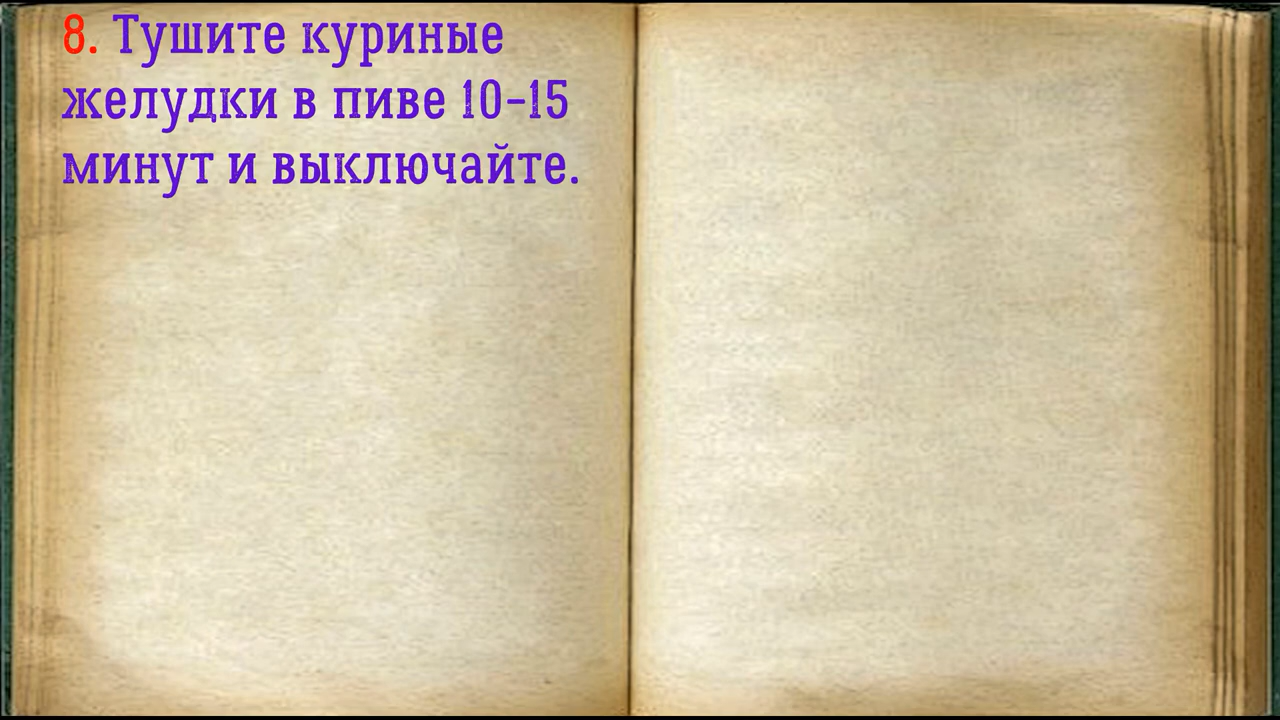 8. Тушите куриные
желудки в пиве 10-15
минут и выключайте.